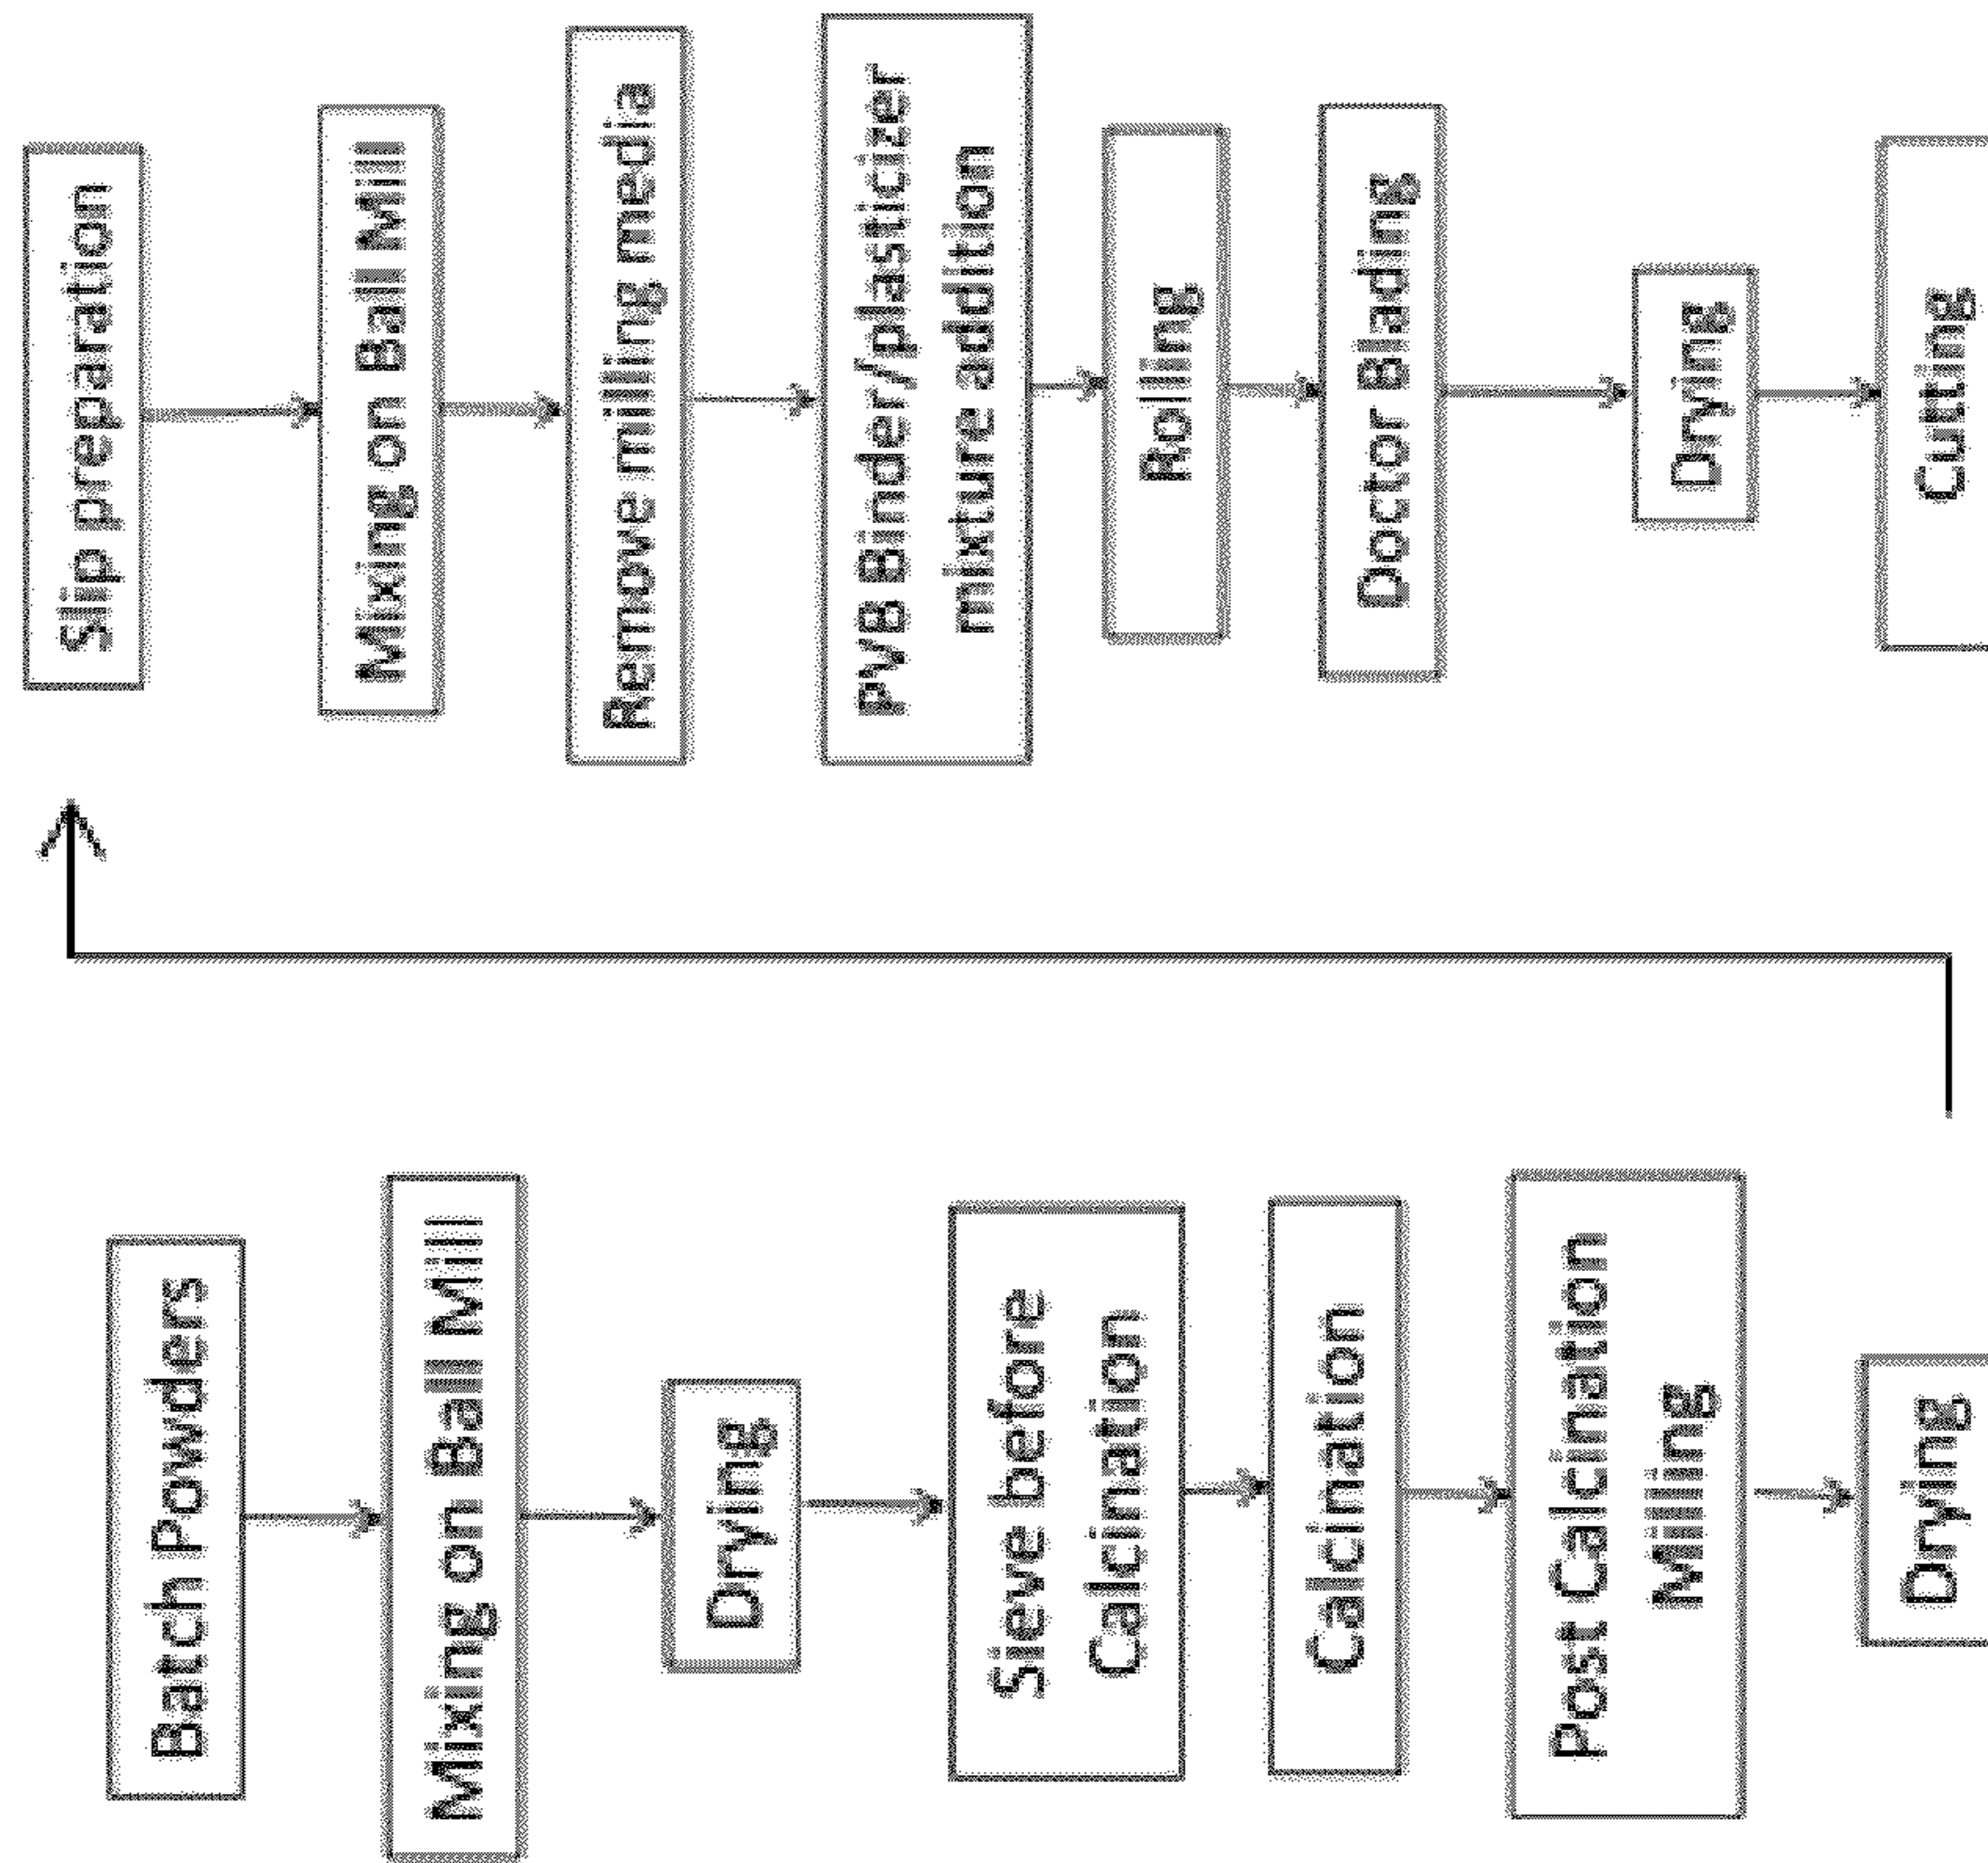 Batch Powders
Mixing on Ball Mill
Drying
Sieve before
Calcination
Calcination
Post Calcination
Milling
Drying
Slip preparation
Mixing on Ball Mill
Remove milling media
PVB Binder/plasticizer
mixture addition
Rolling
Doctor Blading
Drying
Cutting